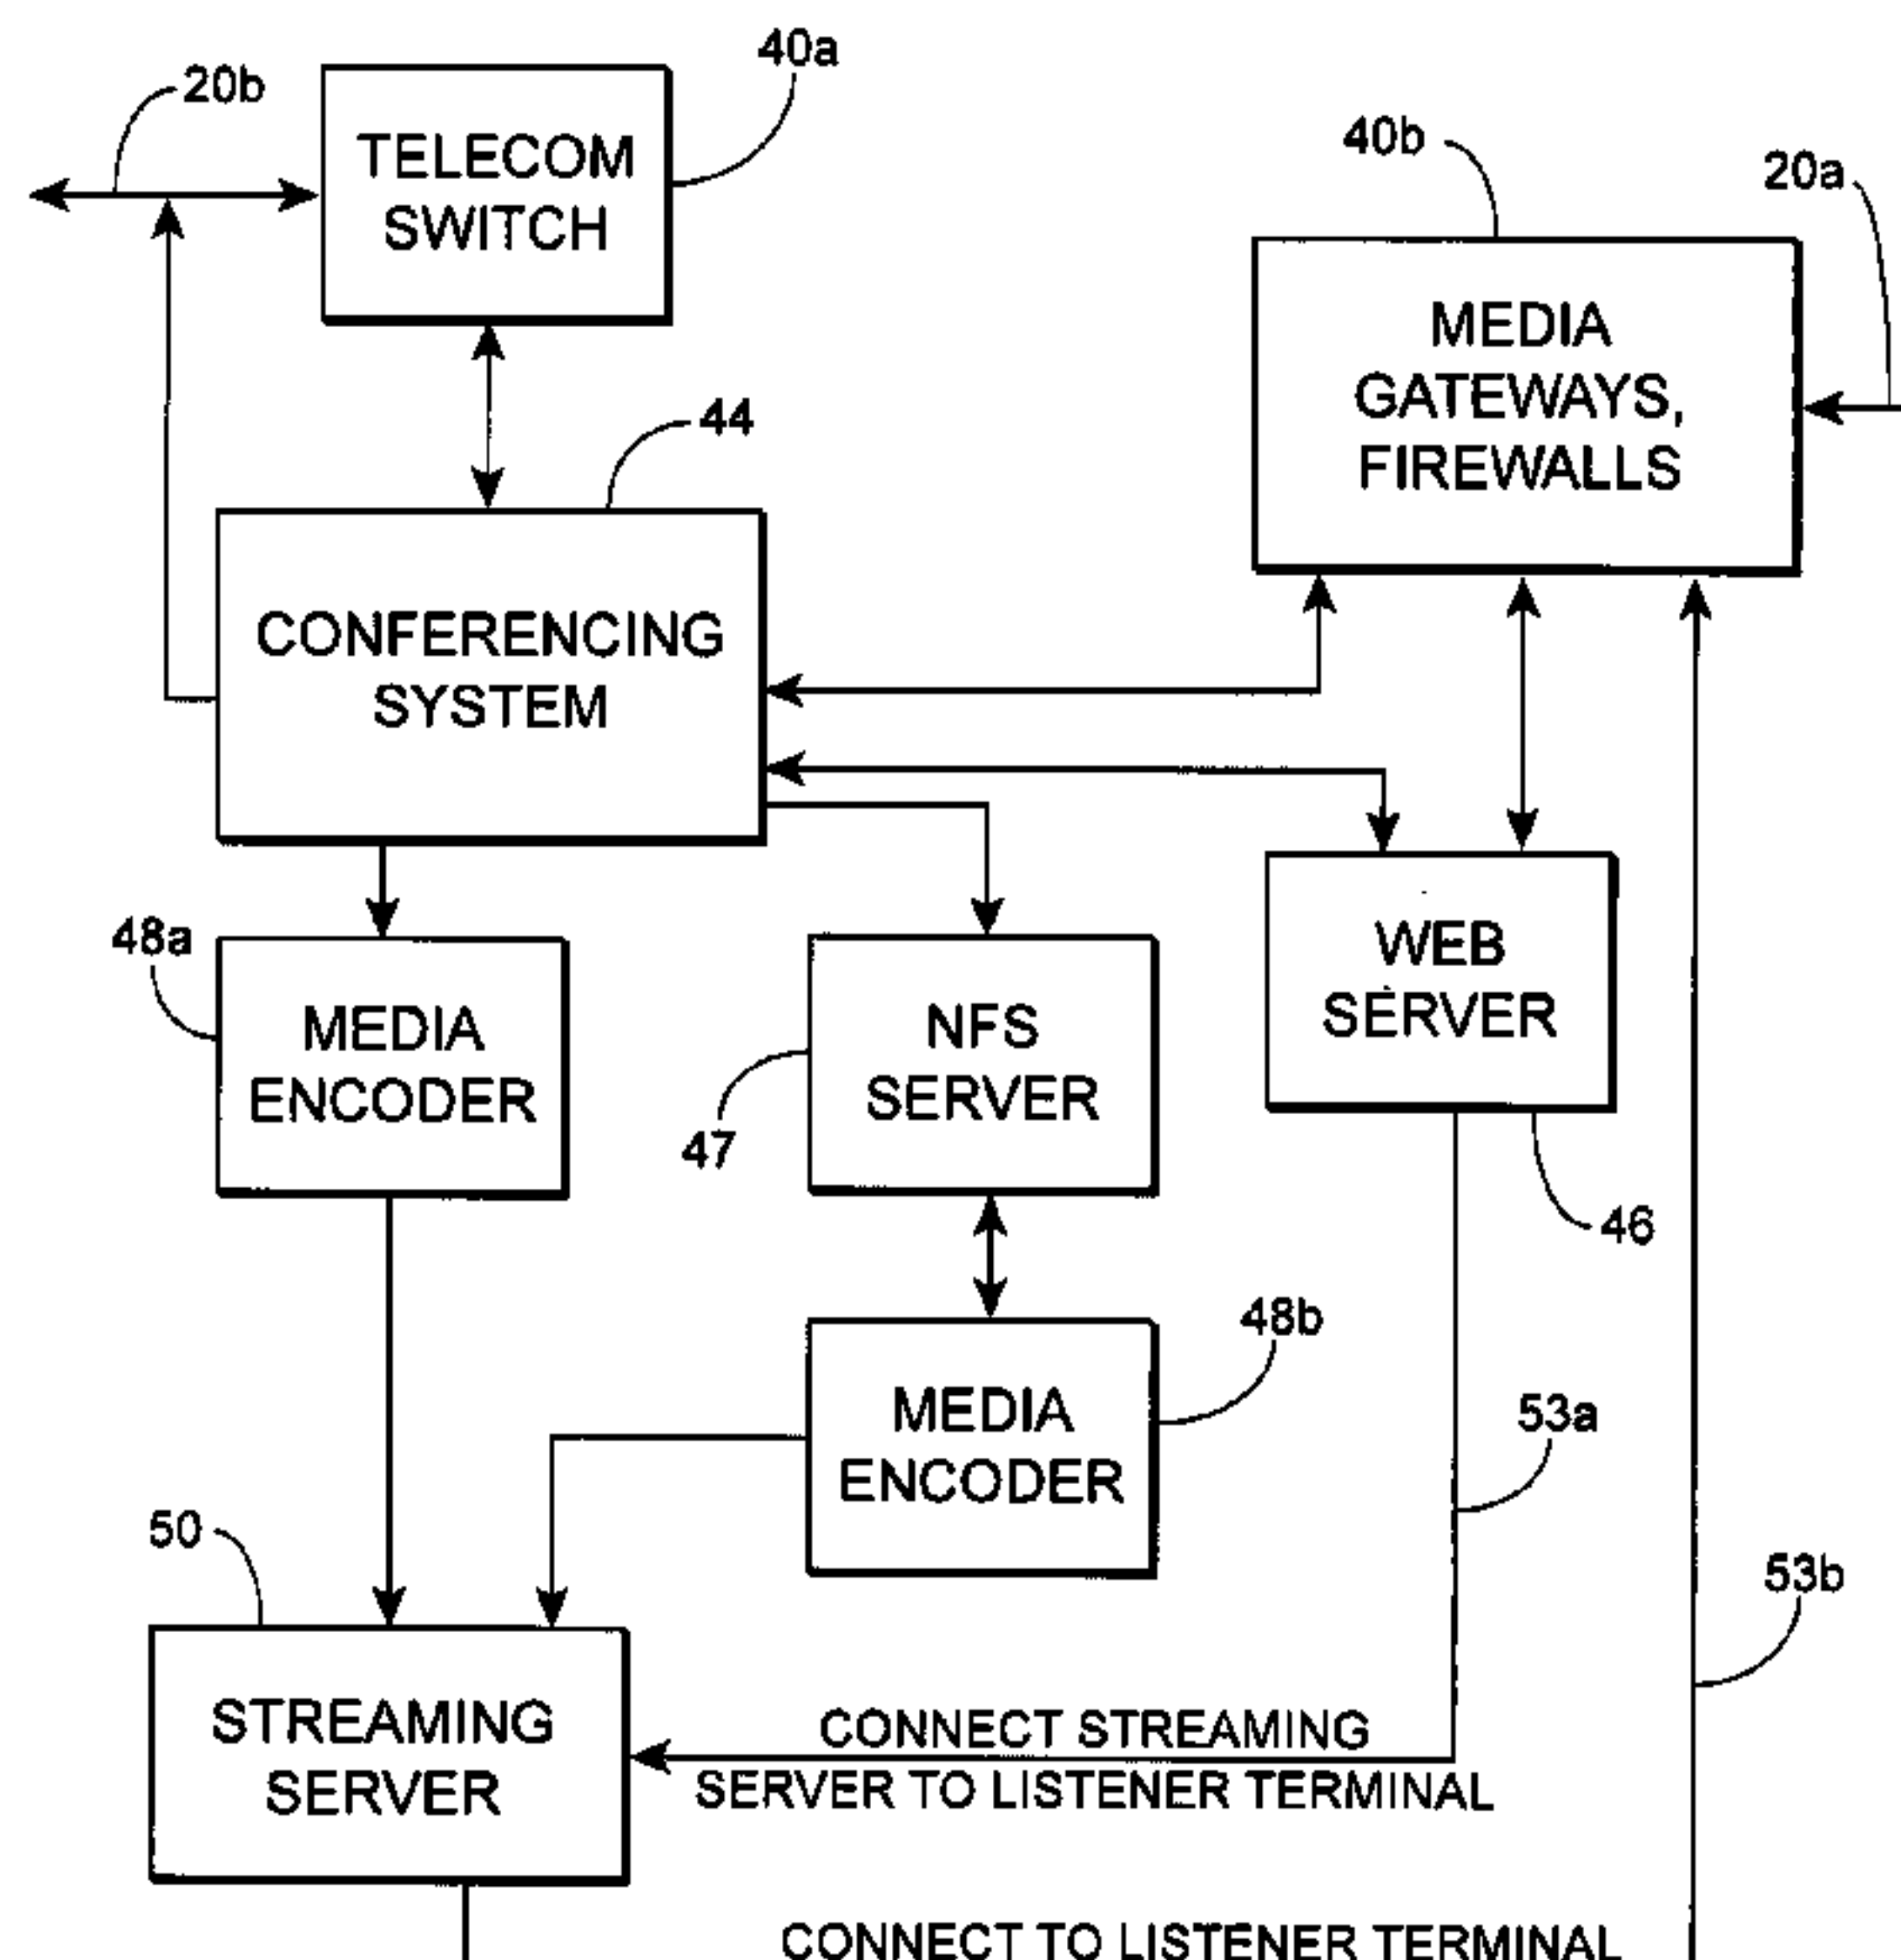 40a
20b
TELECOM
SWITCH
40b
20a
MEDIA
GATEWAYS,
FIREWALLS
44
CONFERENCING
SYSTEM
48a
MEDIA
ENCODER
NFS
SERVER
47
WEB
SERVER
46
48b
MEDIA
ENCODER
53a
53b
50
STREAMING
SERVER
CONNECT STREAMING
SERVER TO LISTENER TERMINAL
CONNECT TO LISTENER TERMINAL